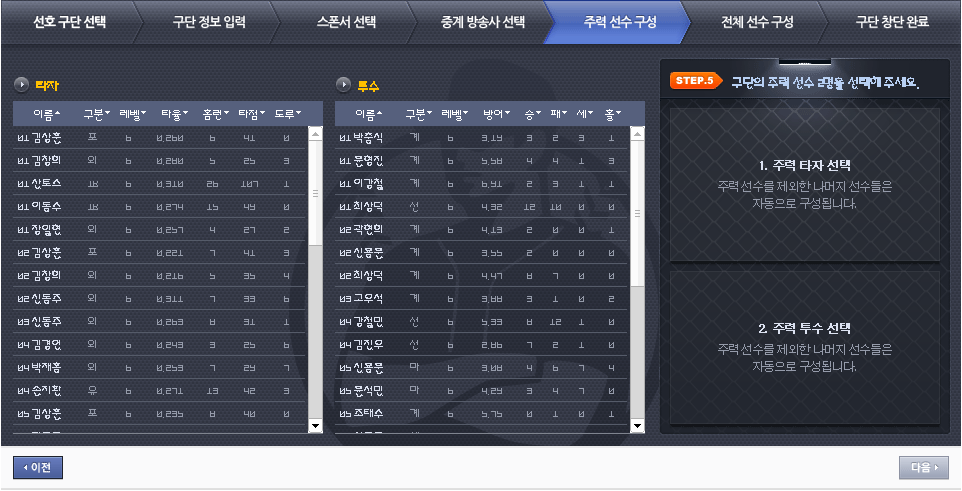 선호 구단 선택
구단 정보 입력
스폰서 선택
중계 방송사 선택
주력 선수 구성
전체 선수 구성
구단 창단 완료
타자
이름 구분 레벨 타율 홈런 타점 도루
01 김상훈 포 6 0.260 6 41 0
01 김창희 외 6 0.280 5 25 3
01 산토스 1B 6 0.310 26 107 1
01 이동수 1B 6 0.274 15 49 0
01 장일현 외 6 0.257 4 27 2
02 김상훈 포 6 0.221 7 41 3
02 김창희 외 6 0.216 5 35 4
02 신동주 외 6 0.311 7 33 6
03 신동주 외 6 0.263 8 31 1
04 김경언 외 6 0.243 3 25 6
04 박재홍 외 6 0.253 7 29 7
04 손지환 유 6 0.271 13 42 3
05 김상훈 포 6 0.235 8 40 0
투수
이름 구분 레벨 방어 승 패 세 홀
01 박충식 계 6 3.19 3 2 3 1
01 문영진 계 6 5.58 4 4 1 3
01 이강철 계 6 6.91 2 3 1 1
01 최상덕 선 6 4.32 12 10 0 0
02 곽현희 계 6 4.13 2 0 0 1
02 신용운 계 6 3.55 2 0 0 0
02 최상덕 계 6 4.47 8 7 0 0
03 고우석 계 6 3.88 3 1 0 2
04 강철민 선 6 5.33 8 12 1 0
04 김진우 선 6 2.86 7 2 1 0
05 신용운 마 6 3.08 4 6 7 4
05 문석민 마 6 4.29 3 4 7 0
05 조태수 계 6 5.75 1 0 1 1
STEP.5 구단의 주력 선수 2명을 선택해 주세요.
1. 주력 타자 선택
주력 선수를 제외한 나머지 선수들은
자동으로 구성됩니다.
2. 주력 투수 선택
주력 선수를 제외한 나머지 선수들은
자동으로 구성됩니다.
이전
다음